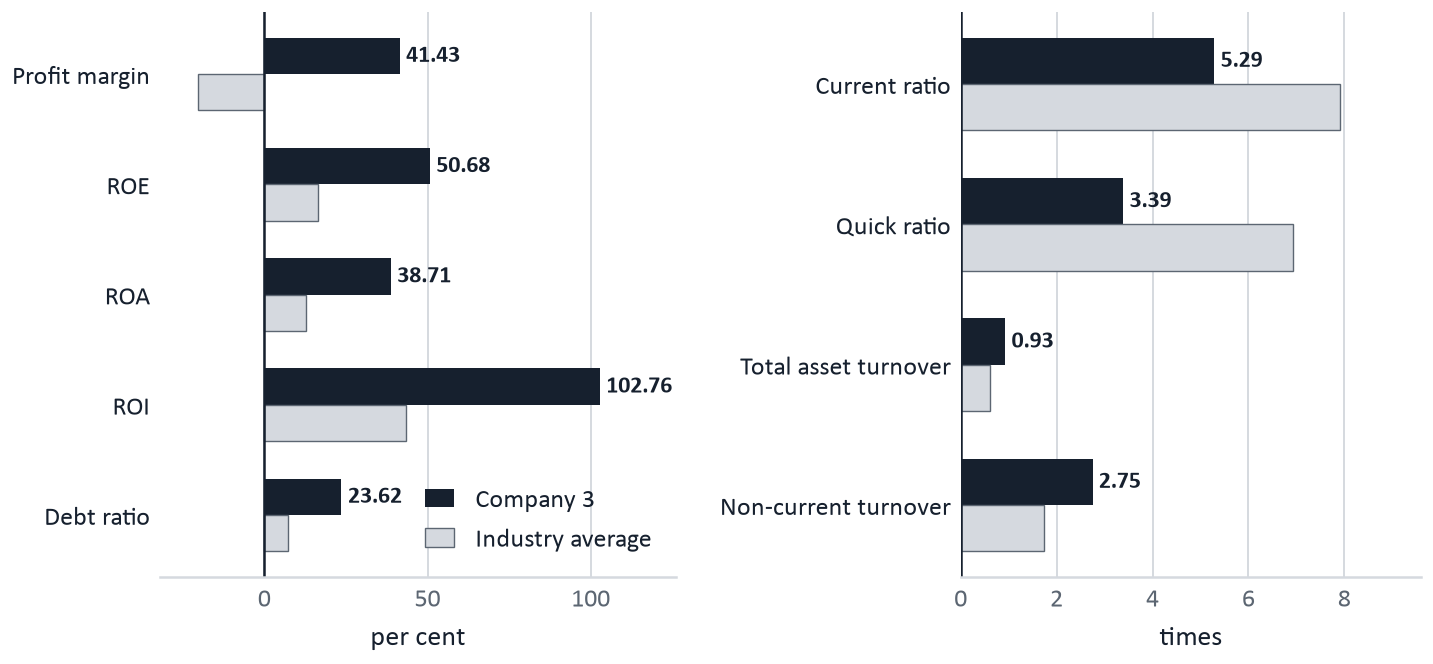 Profit margin
41.43
ROE
50.68
ROA
38.71
ROI
102.76
Debt ratio
23.62
Company 3
Industry average
0
50
100
per cent
Current ratio
5.29
Quick ratio
3.39
Total asset turnover
0.93
Non-current turnover
2.75
0
2
4
6
8
times